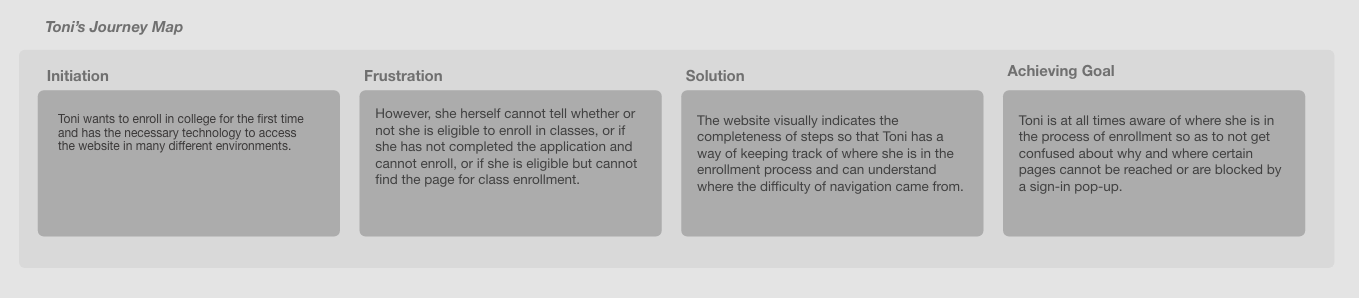 Toni's Journey Map
Initiation
Toni wants to enroll in college for the first time
and has the necessary technology to access
the website in many different environments.
Frustration
However, she herself cannot tell whether or
not she is eligible to enroll in classes, or if
she has not completed the application and
cannot enroll, or if she is eligible but cannot
find the page for class enrollment.
Solution
The website visually indicates the
completeness of steps so that Toni has a
way of keeping track of where she is in the
enrollment process and can understand
where the difficulty of navigation came from.
Achieving Goal
Toni is at all times aware of where she is in
the process of enrollment so as to not get
confused about why and where certain
pages cannot be reached or are blocked by
a sign-in pop-up.